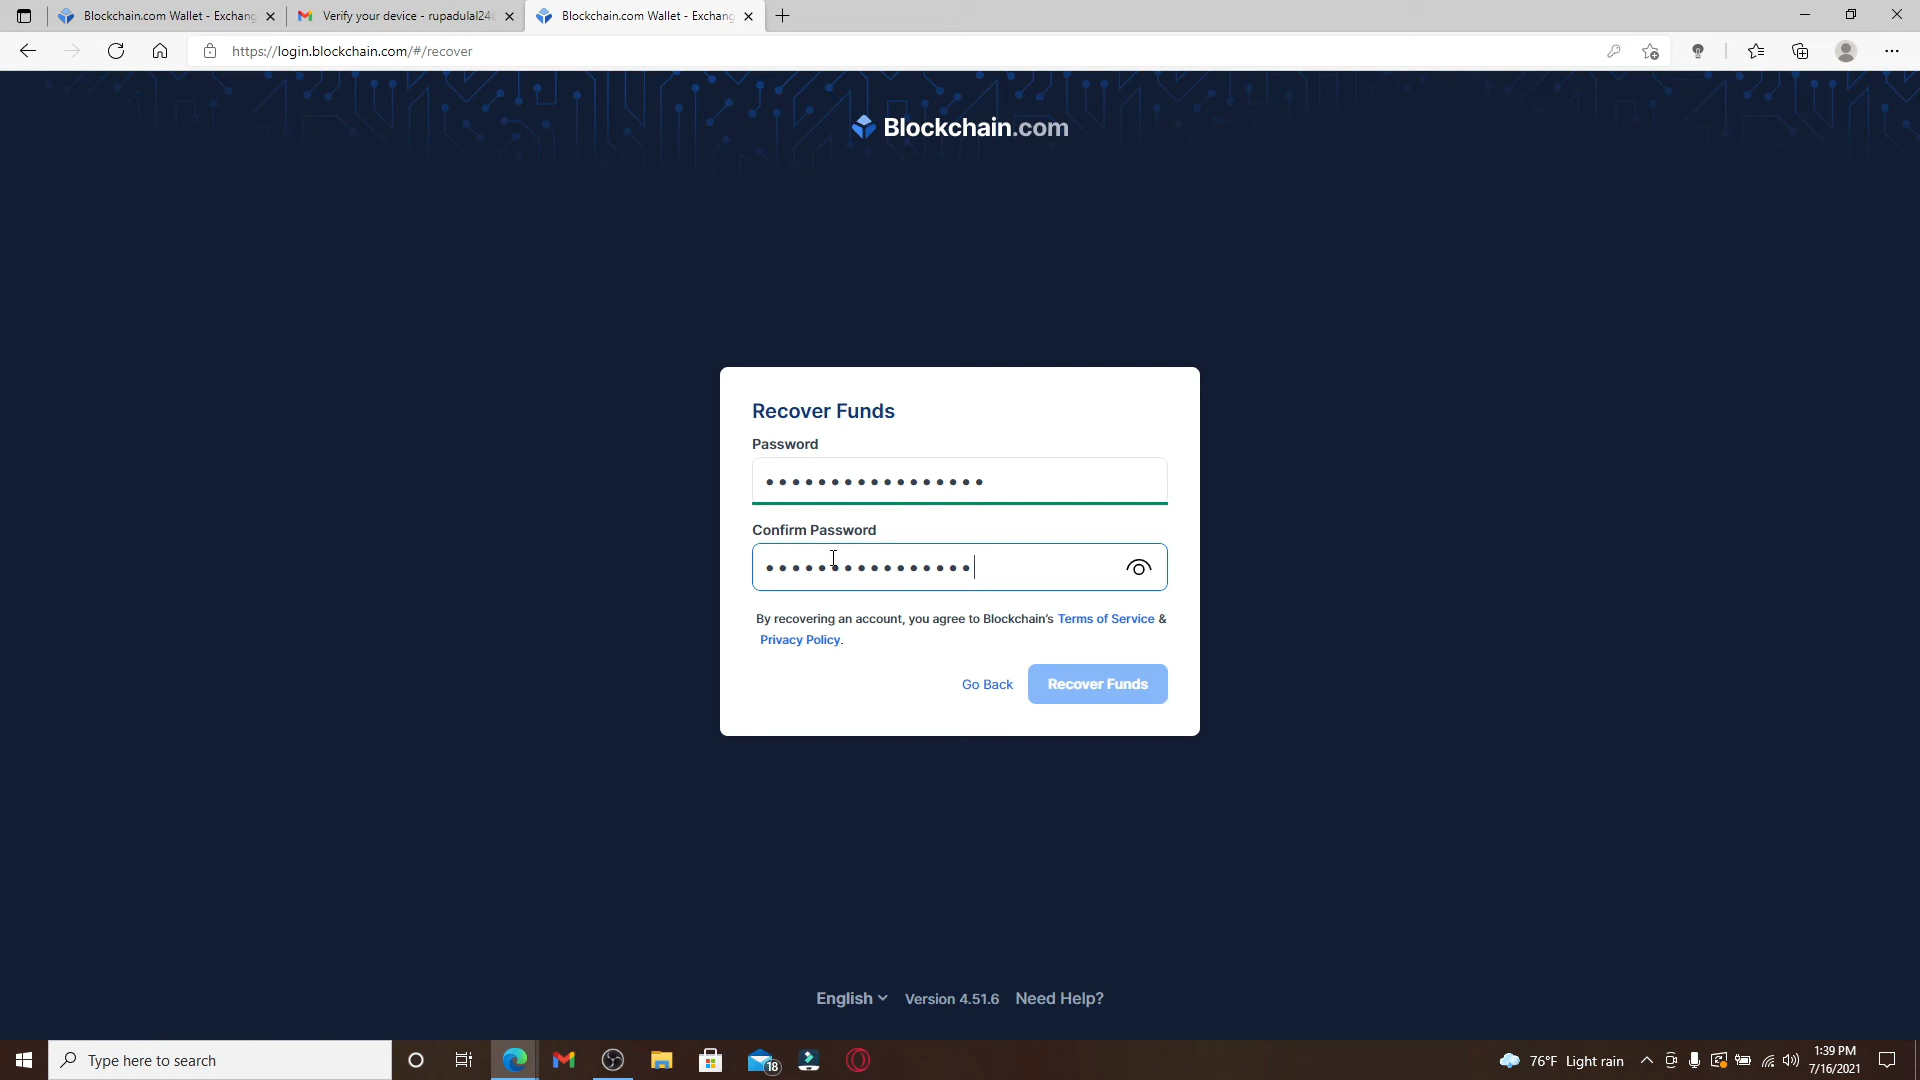 Blockchain.com Wallet - Exchang
Verify your device - rupadulal24
Blockchain.com Wallet - Exchang
https://login.blockchain.com/#/recover
Blockchain.com
Recover Funds
Password
Confirm Password
By recovering an account, you agree to Blockchain's Terms of Service &
Privacy Policy.
Go Back
Recover Funds
English
Version 4.51.6
Need Help?
Type here to search
18
76°F Light rain
1:39 PM
7/16/2021